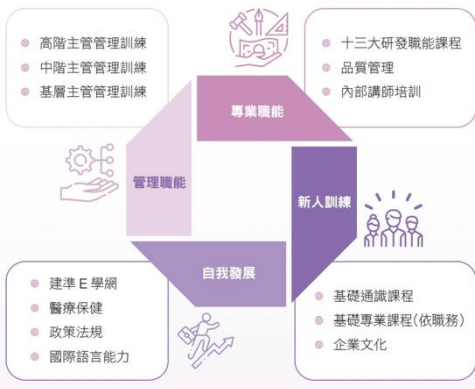 高階主管管理訓練
中階主管管理訓練
基層主管管理訓練
十三大研發職能課程
品質管理
內部講師培訓
專業職能
管理職能
新人訓練
自我發展
建準E學網
醫療保健
政策法規
國際語言能力
基礎通識課程
基礎專業課程(依職務)
企業文化